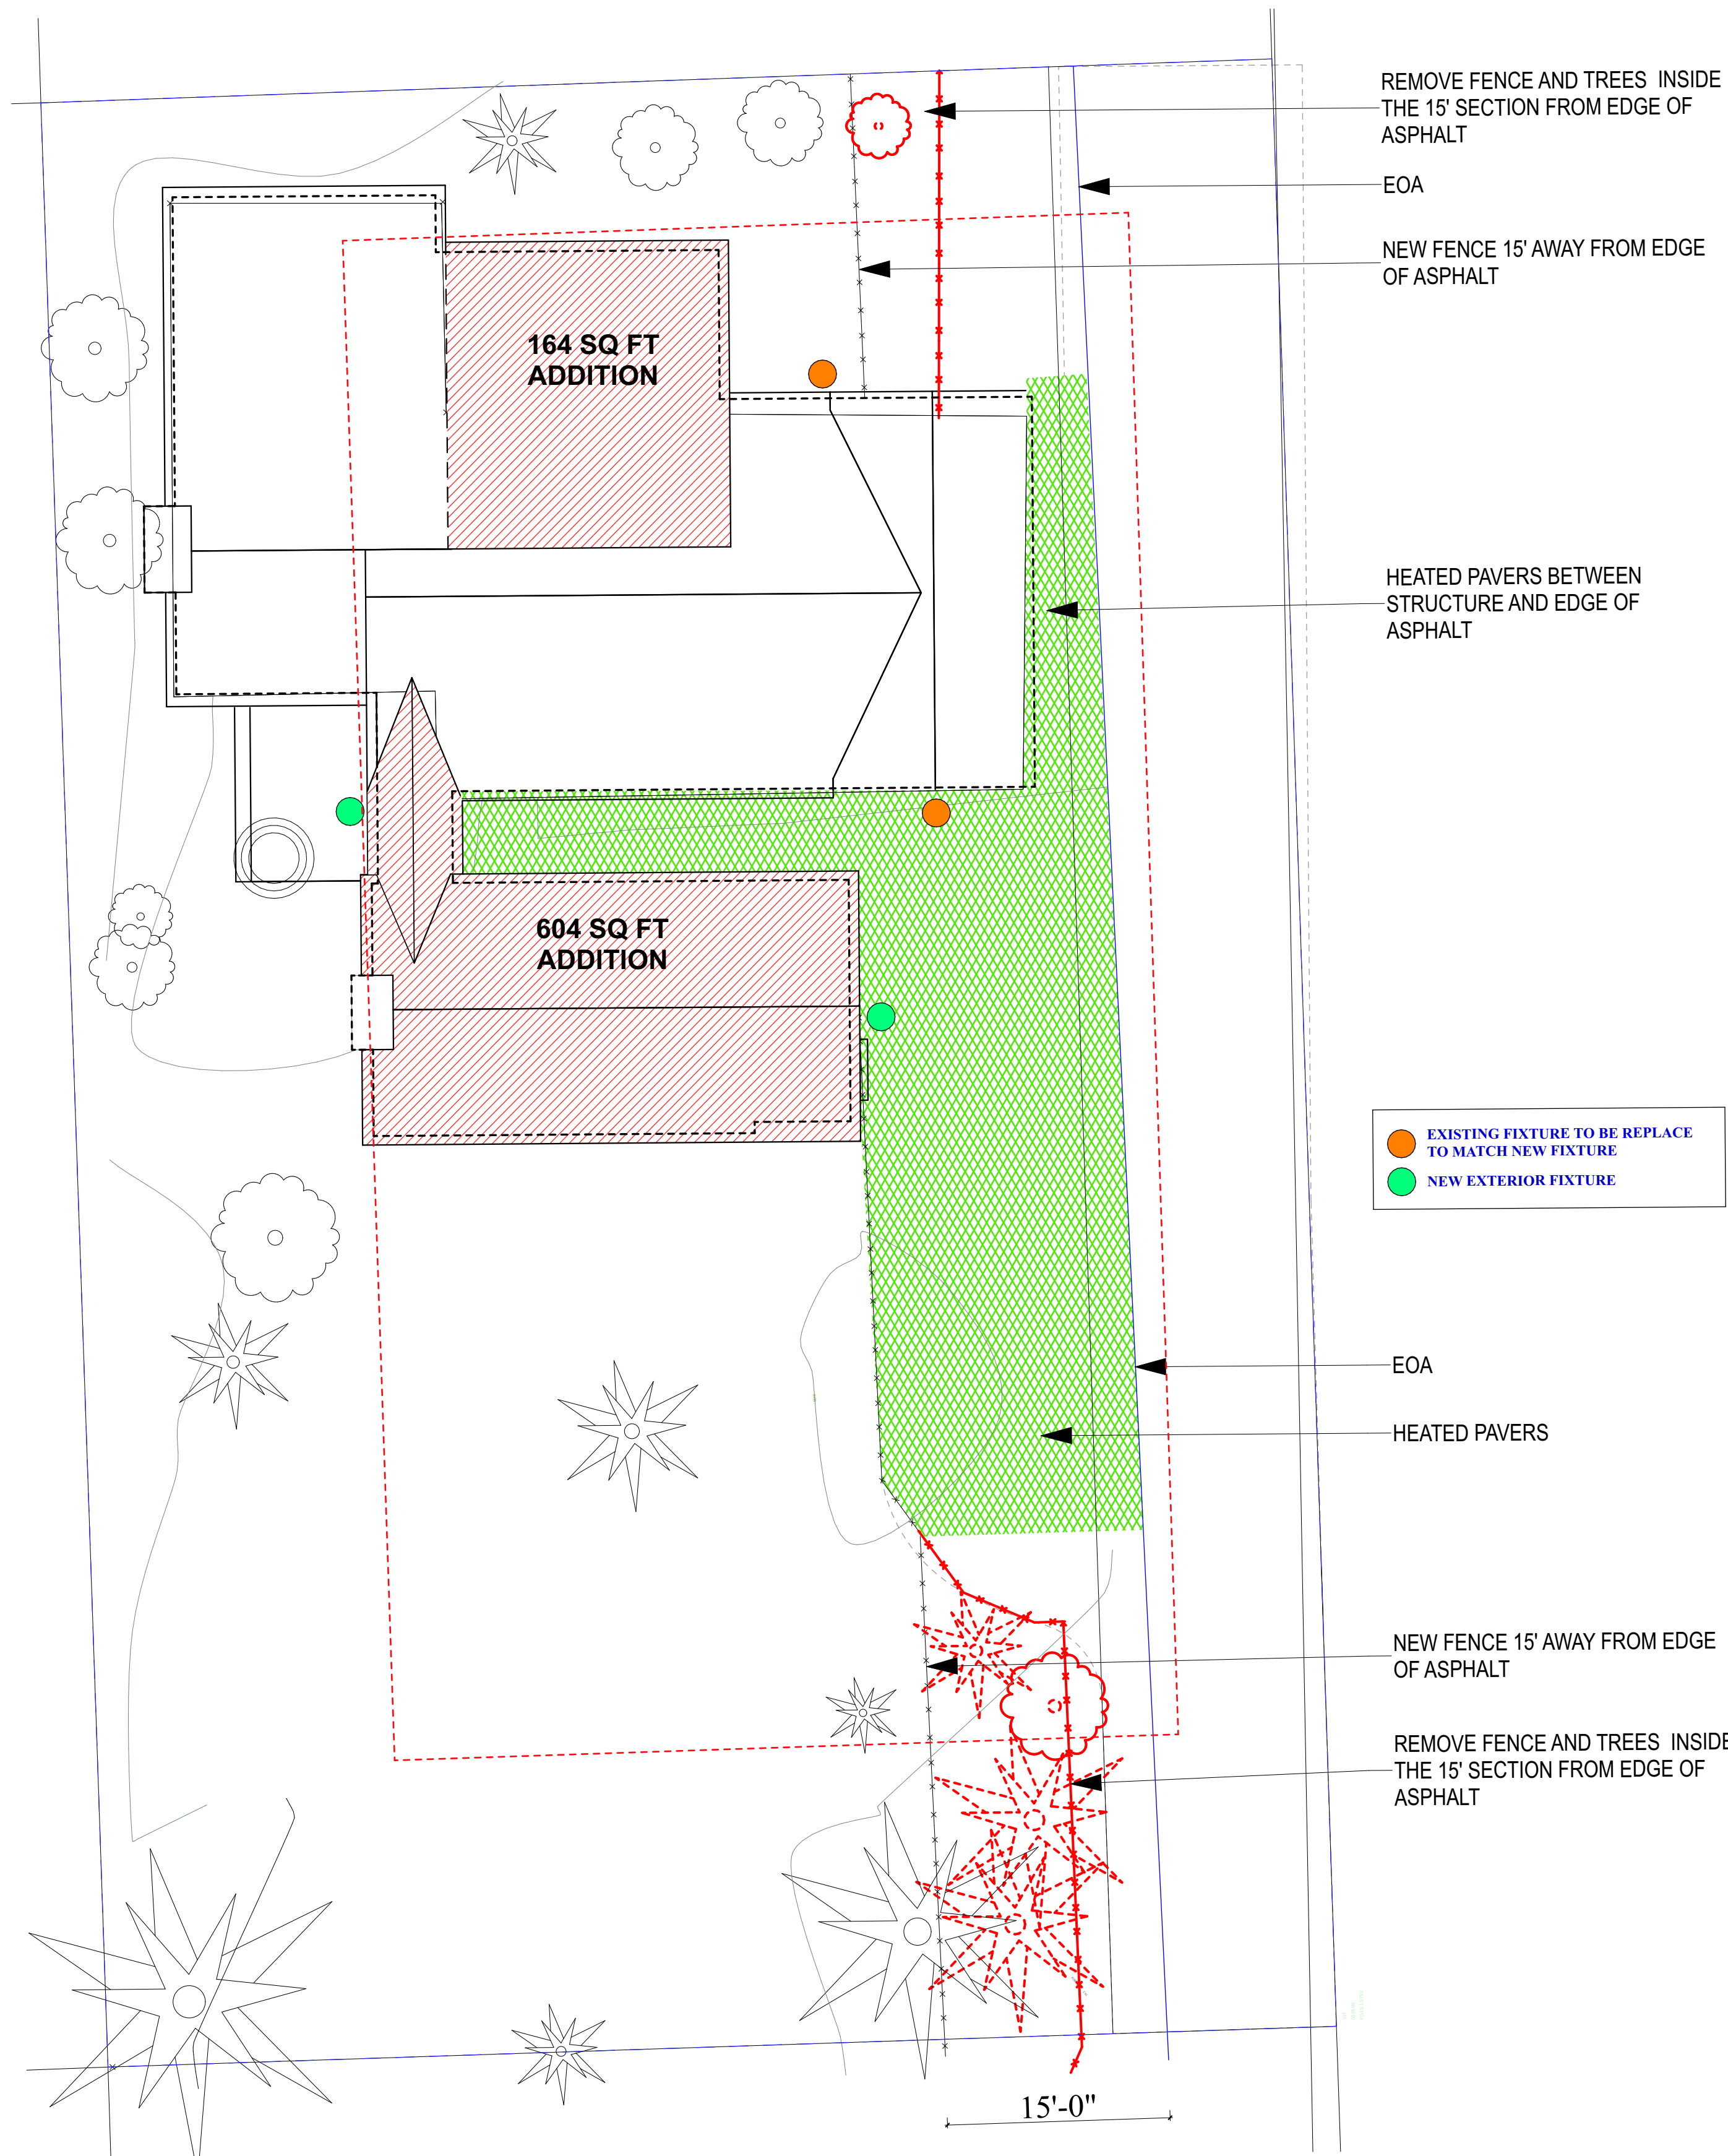 REMOVE FENCE AND TREES INSIDE
THE 15' SECTION FROM EDGE OF
ASPHALT
EOA
NEW FENCE 15' AWAY FROM EDGE
OF ASPHALT
164 SQ FT
ADDITION
HEATED PAVERS BETWEEN
STRUCTURE AND EDGE OF
ASPHALT
604 SQ FT
ADDITION
EXISTING FIXTURE TO BE REPLACE
TO MATCH NEW FIXTURE
NEW EXTERIOR FIXTURE
EOA
HEATED PAVERS
NEW FENCE 15' AWAY FROM EDGE
OF ASPHALT
REMOVE FENCE AND TREES INSIDE
THE 15' SECTION FROM EDGE OF
ASPHALT
15'-0"